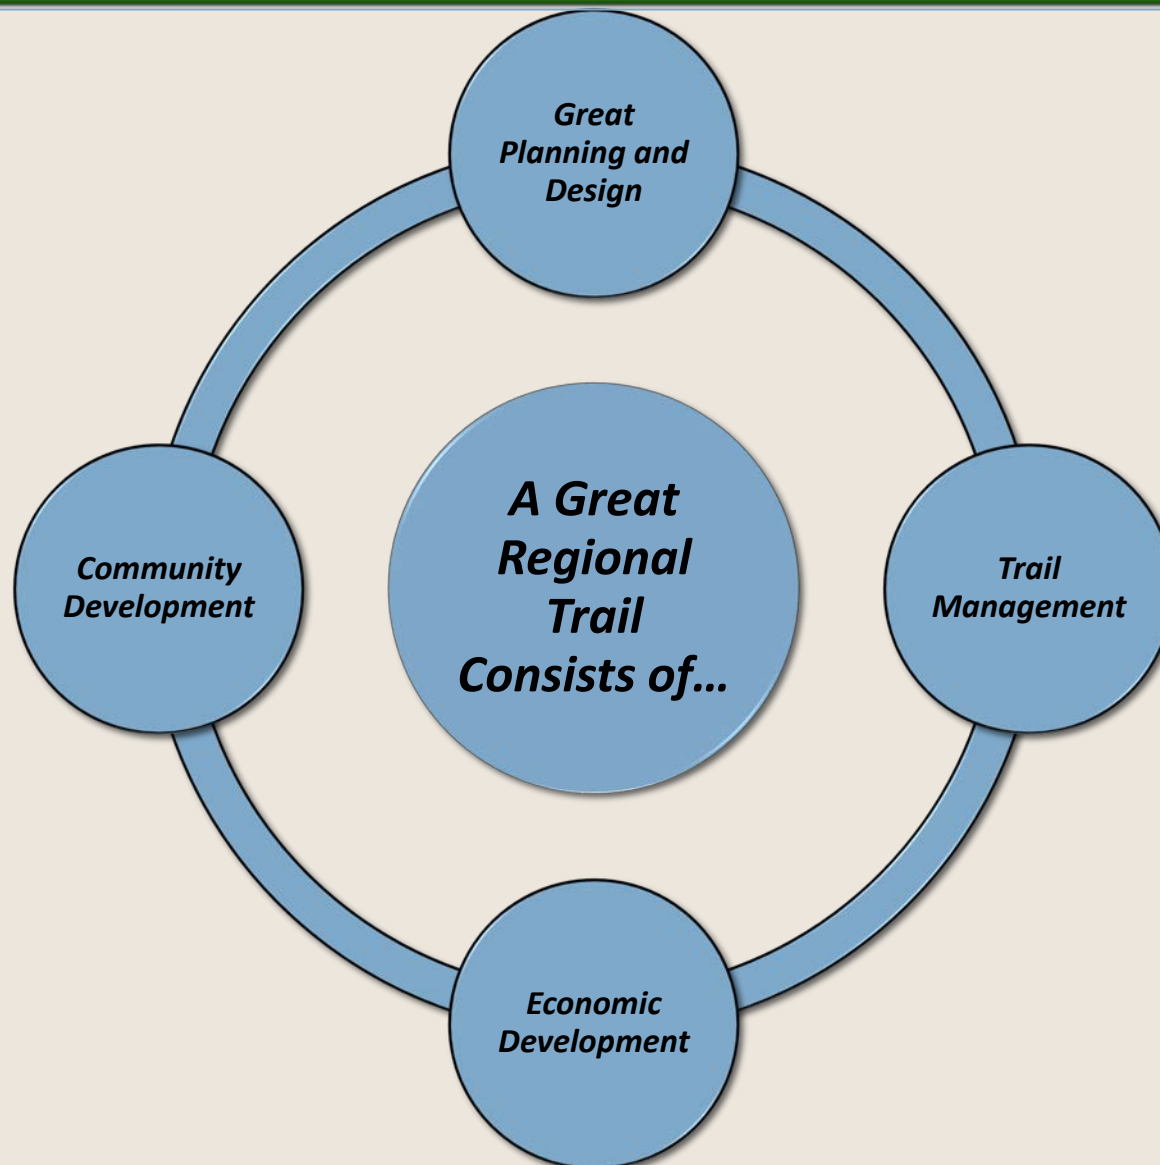 Great
Planning and
Design
A Great
Regional
Trail
Consists of…
Community
Development
Trail
Management
Economic
Development